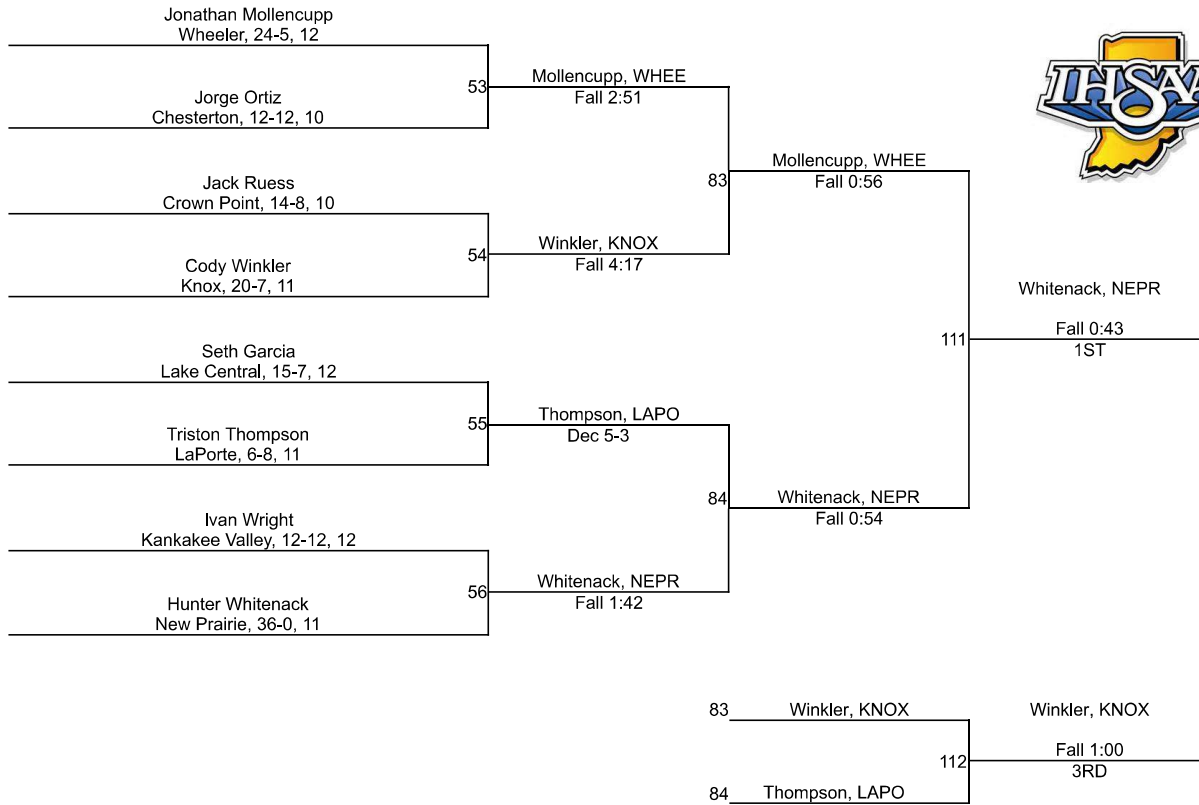 Jonathan Mollencupp
Wheeler, 24-5, 12
53
Mollencupp, WHEE
Fall 2:51
Jorge Ortiz
Chesterton, 12-12, 10
IHSAA
83
Mollencupp, WHEE
Fall 0:56
Jack Ruess
Crown Point, 14-8, 10
54
Winkler, KNOX
Fall 4:17
Cody Winkler
Knox, 20-7, 11
111
Whitenack, NEPR
Fall 0:43
1ST
Seth Garcia
Lake Central, 15-7, 12
55
Thompson, LAPO
Dec 5-3
Triston Thompson
LaPorte, 6-8, 11
84
Whitenack, NEPR
Fall 0:54
Ivan Wright
Kankakee Valley, 12-12, 12
56
Whitenack, NEPR
Fall 1:42
Hunter Whitenack
New Prairie, 36-0, 11
83
Winkler, KNOX
112
Winkler, KNOX
Fall 1:00
3RD
84
Thompson, LAPO